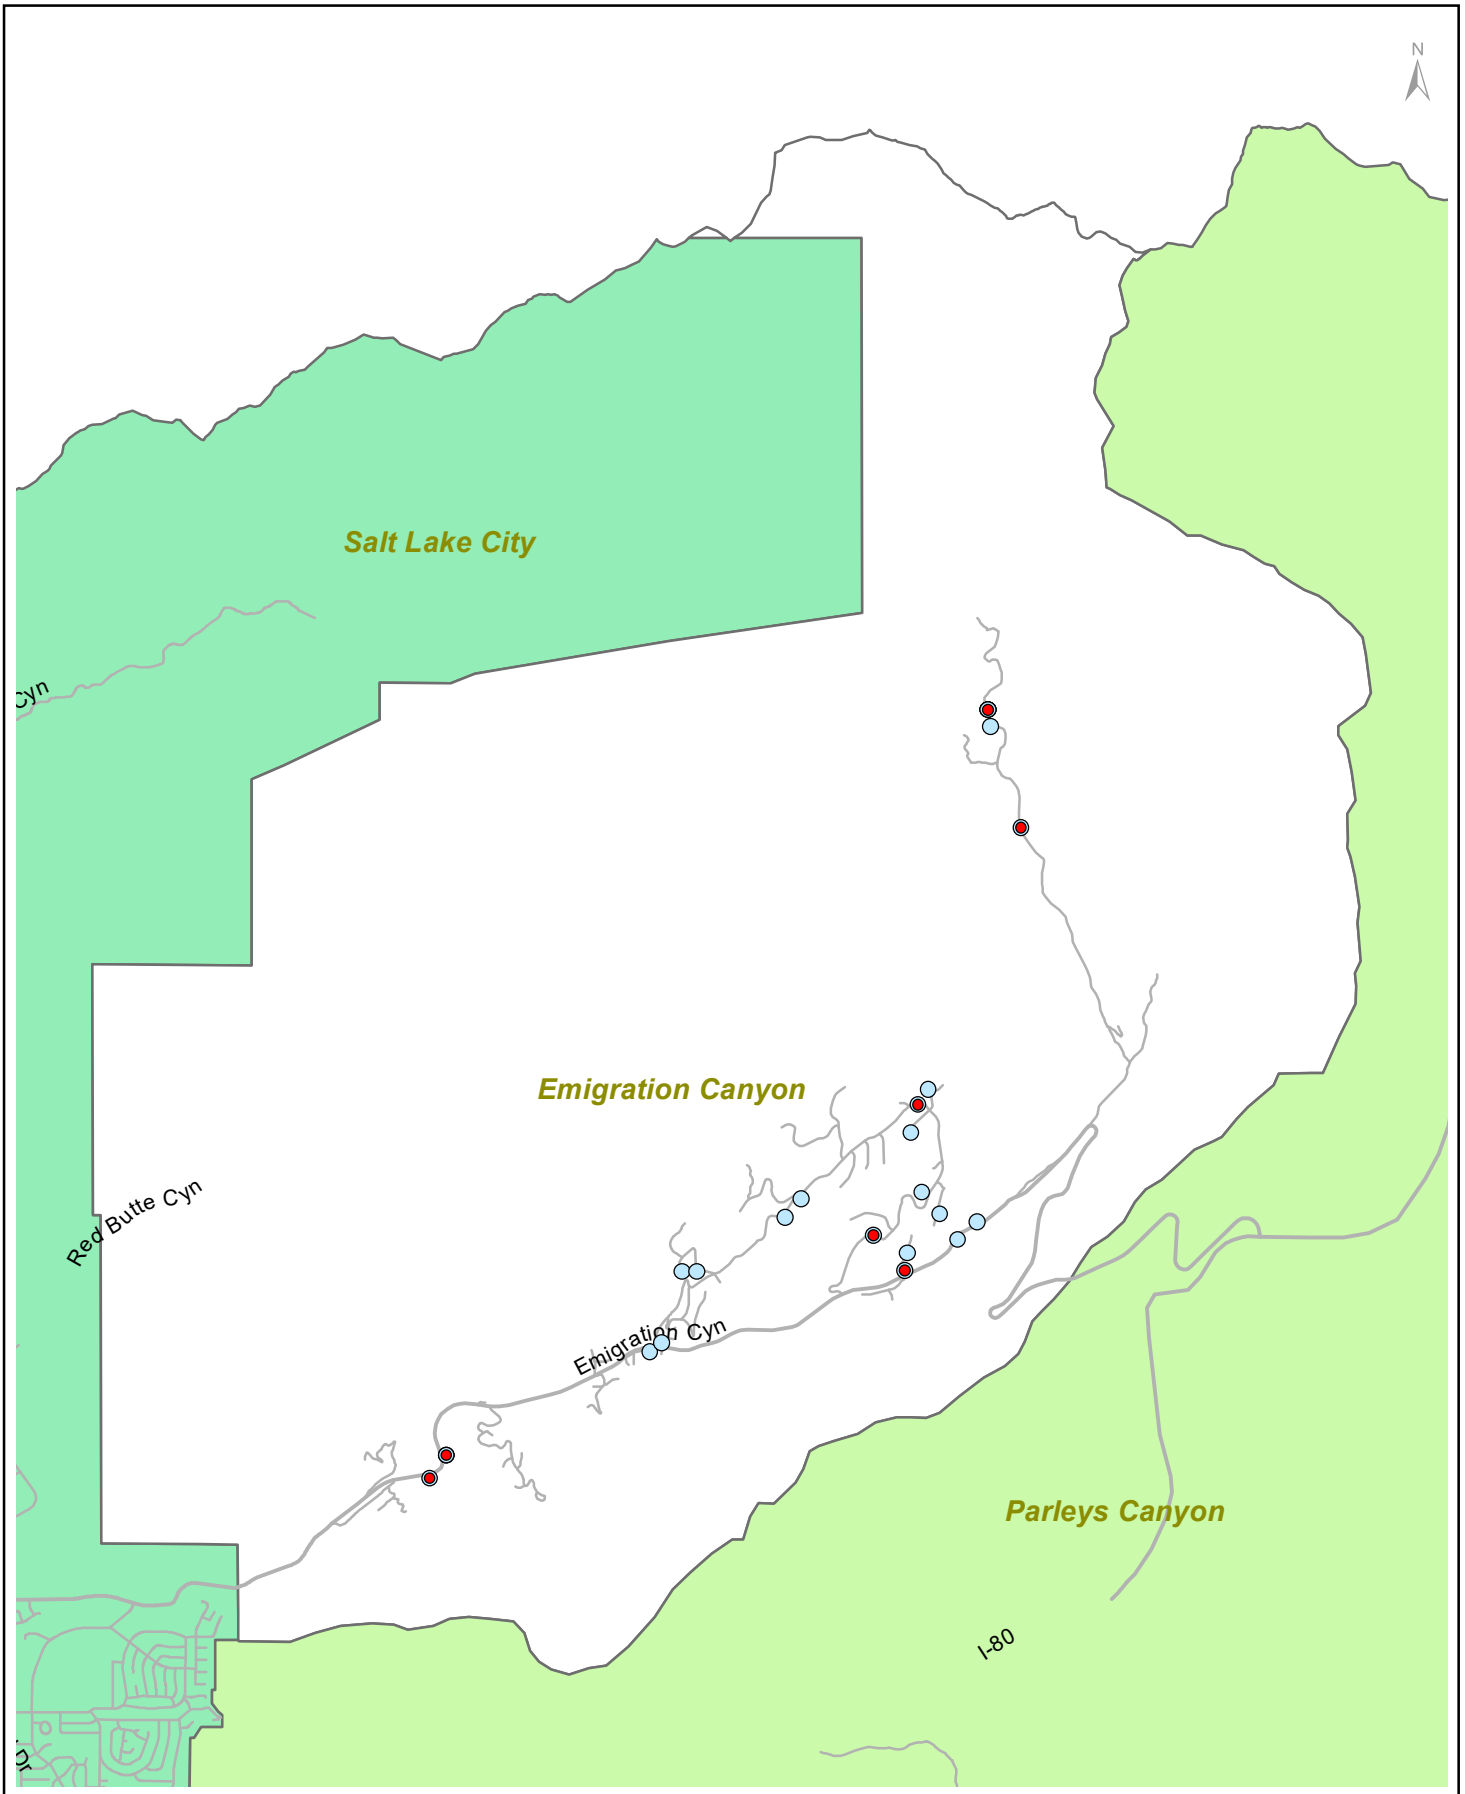 N
Salt Lake City
Cyn
Emigration Canyon
Red Butte Cyn
Emigration Cyn
Parleys Canyon
I-80
Dr